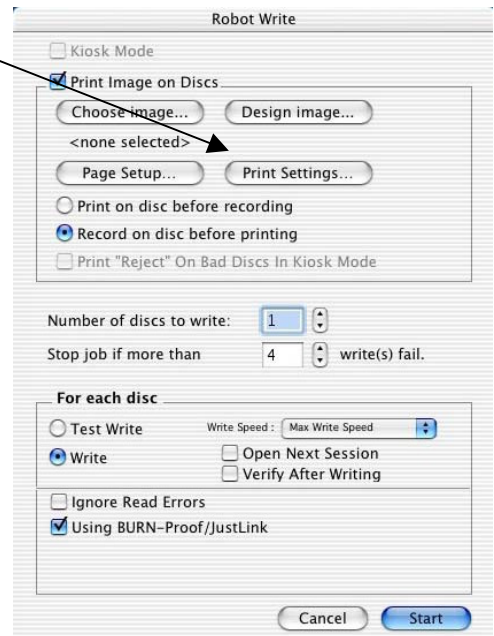 Robot Write
Kiosk Mode
Print Image on Discs
Choose image... Design image...
<none selected>
Page Setup... Print Settings...
Print on disc before recording
Record on disc before printing
Print "Reject" On Bad Discs In Kiosk Mode
Number of discs to write: 1
Stop job if more than 4 write(s) fail.
For each disc
Test Write Write Speed : Max Write Speed
Write Open Next Session
Verify After Writing
Ignore Read Errors
Using BURN-Proof/JustLink
Cancel Start